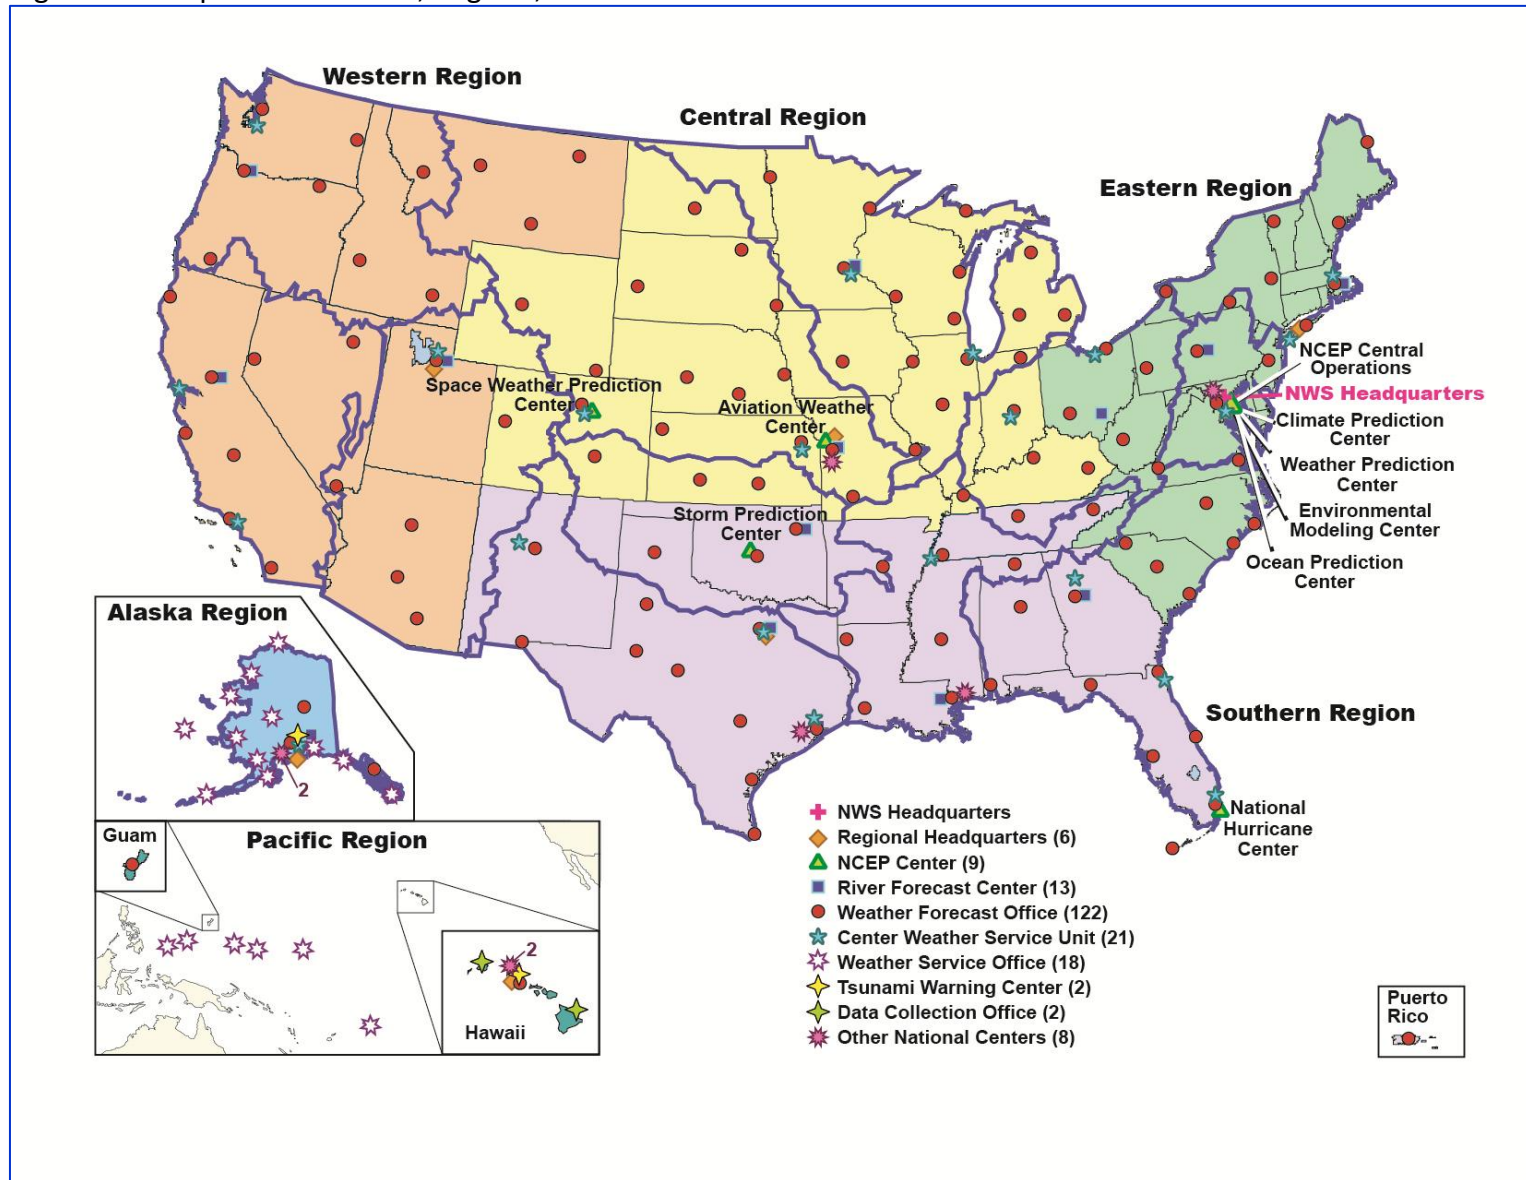 Western Region
Central Region
Eastern Region
NCEP Central
Operations
NWS Headquarters
Climate Prediction
Center
Weather Prediction
Center
Environmental
Modeling Center
Ocean Prediction
Center
Space Weather Prediction
Center
Aviation Weather
Center
Storm Prediction
Center
Alaska Region
2
Southern Region
National
Hurricane
Center
Guam
Pacific Region
2
Hawaii
NWS Headquarters
Regional Headquarters (6)
NCEP Center (9)
River Forecast Center (13)
Weather Forecast Office (122)
Center Weather Service Unit (21)
Weather Service Office (18)
Tsunami Warning Center (2)
Data Collection Office (2)
Other National Centers (8)
Puerto
Rico